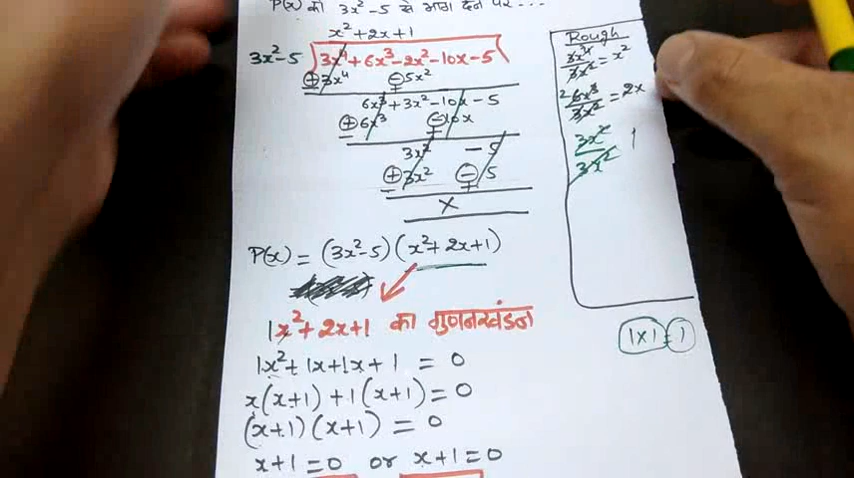 P(x) को 3x²-5 से भाग देने पर...
x²+2x+1
3x²-5 ) 3x⁴+6x³-2x²-10x-5 (
3x⁴ -5x²
6x³+3x²-10x-5
6x³ -10x
3x² -5
3x² -5
x
P(x) = (3x²-5)(x²+2x+1)
1x²+2x+1 का गुणनखंडन
1x²+1x+1x+1 = 0
x(x+1)+1(x+1)=0
(x+1)(x+1) = 0
x+1=0 or x+1=0
Rough
3x⁴/3x² = x²
2 6x³/3x² = 2x
3x²/3x² 1
1x1=1